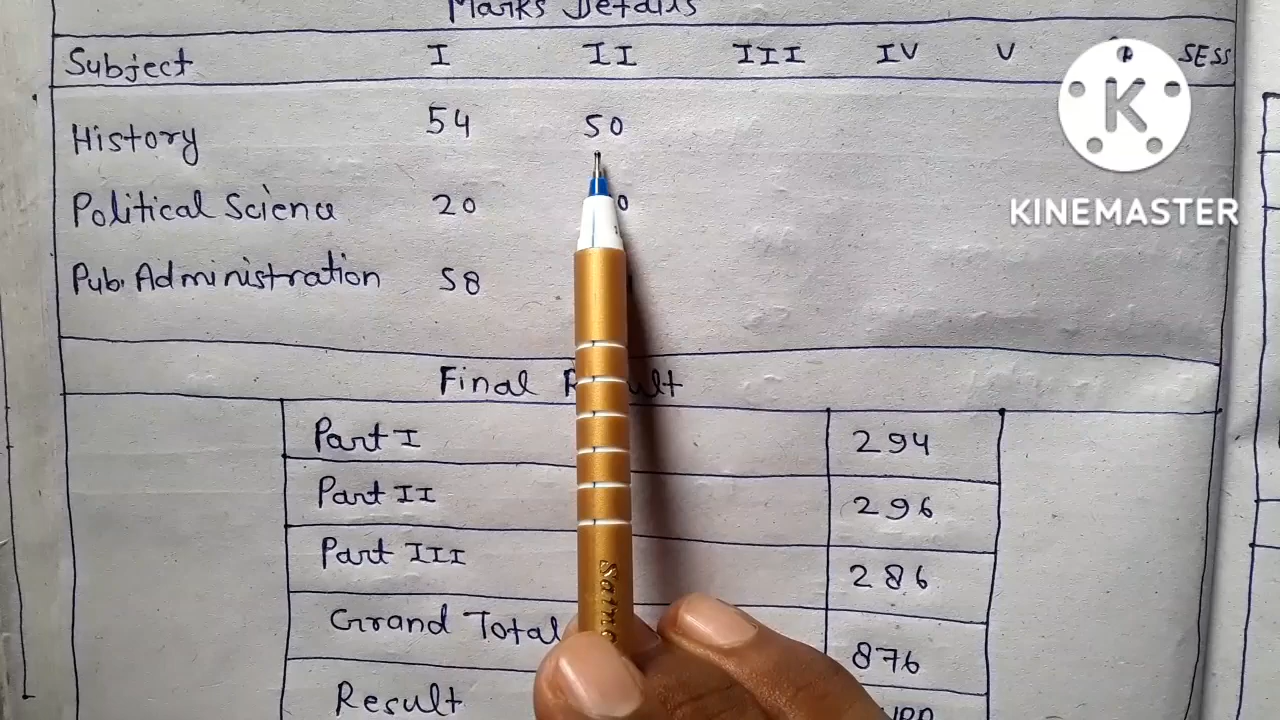 Marks Details
Subject I II III IV V SESS
K
History 54 50
KINEMASTER
Political Science 20
Pub. Administration 58
Final Result
Part I 294
Part II 296
Part III 286
Grand Total 876
Result